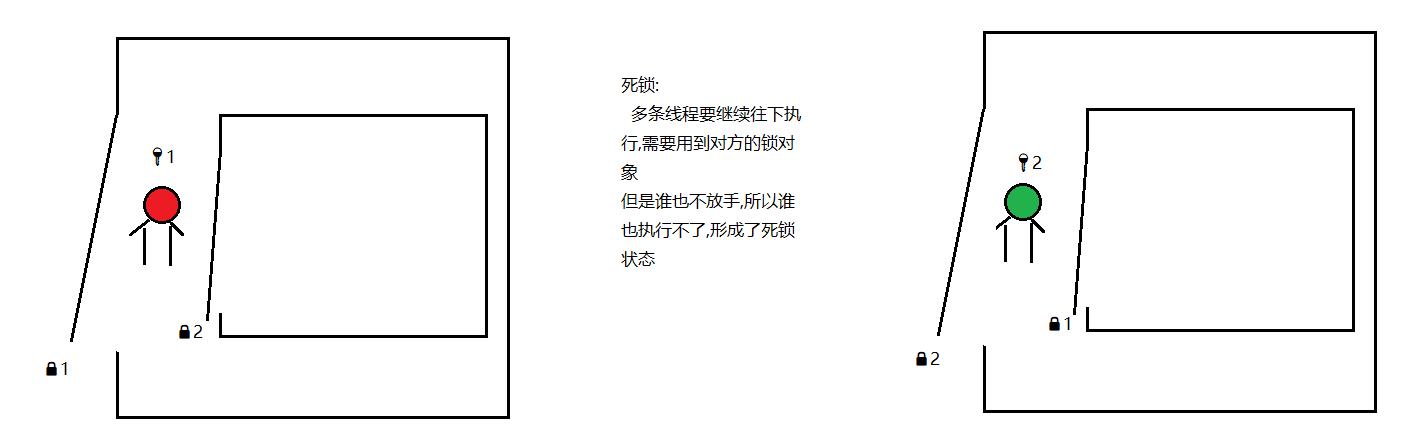 死锁:
多条线程要继续往下执
行,需要用到对方的锁对
象
但是谁也不放手,所以谁
也执行不了,形成了死锁
状态
1
2
1
2
1
2